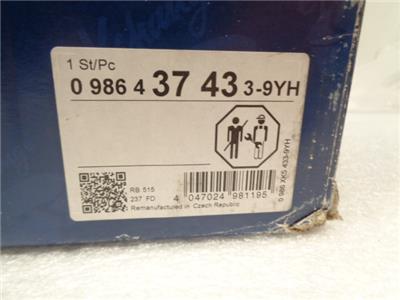 1 St/Pc
0 986 4 37 43 3-9YH
RB 515
237 FD
4 047024 981195
Remanufactured in Czech Republic
0 986 XK5 433-9YH